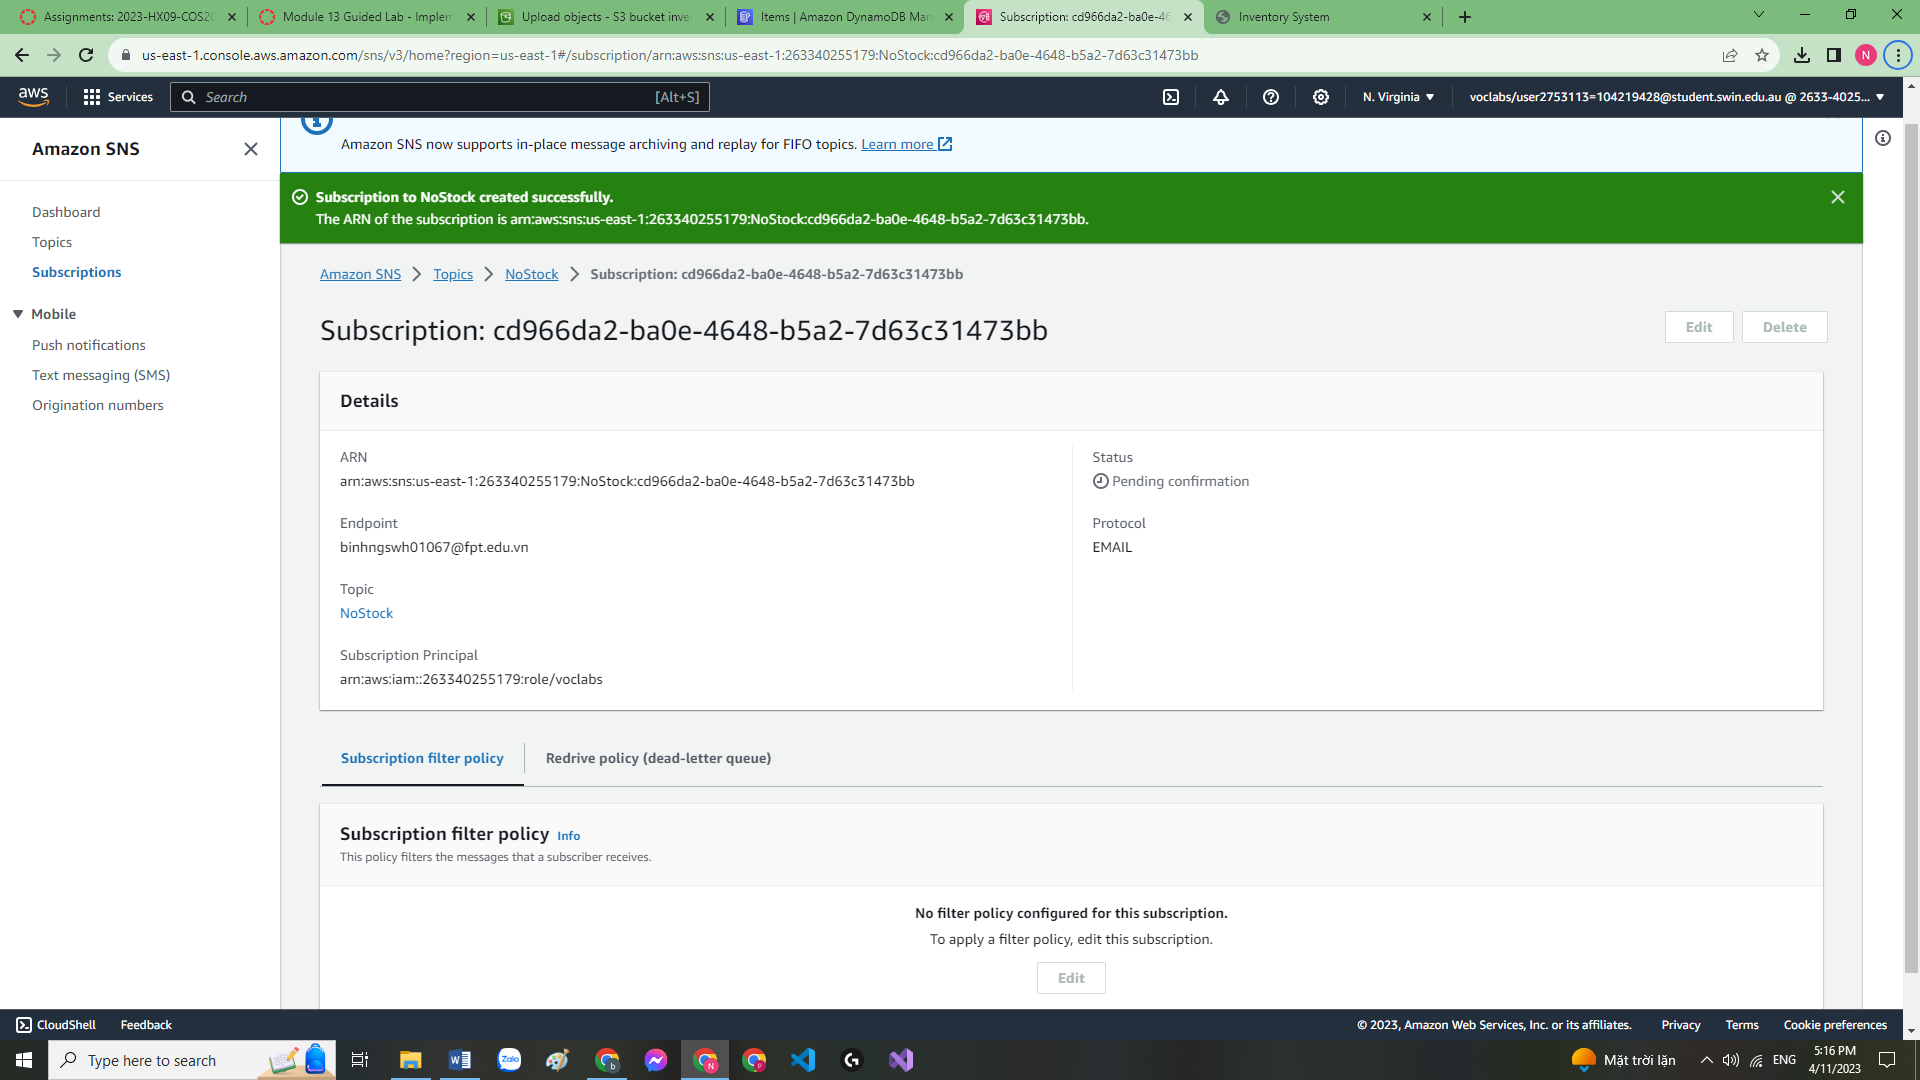 Assignments: 2023-HX09-COS20
Module 13 Guided Lab - Implem
Upload objects - S3 bucket inve
Items | Amazon DynamoDB Man
Subscription: cd966da2-ba0e-46
Inventory System
us-east-1.console.aws.amazon.com/sns/v3/home?region=us-east-1#/subscription/arn:aws:sns:us-east-1:263340255179:NoStock:cd966da2-ba0e-4648-b5a2-7d63c31473bb
N
aws
Services
Search
[Alt+S]
N. Virginia
voclabs/user2753113=104219428@student.swin.edu.au @ 2633-4025...
Amazon SNS
Dashboard
Topics
Subscriptions
Mobile
Push notifications
Text messaging (SMS)
Origination numbers
Amazon SNS now supports in-place message archiving and replay for FIFO topics. Learn more
Subscription to NoStock created successfully.
The ARN of the subscription is arn:aws:sns:us-east-1:263340255179:NoStock:cd966da2-ba0e-4648-b5a2-7d63c31473bb.
Amazon SNS
Topics
NoStock
Subscription: cd966da2-ba0e-4648-b5a2-7d63c31473bb
Subscription: cd966da2-ba0e-4648-b5a2-7d63c31473bb
Edit
Delete
Details
ARN
arn:aws:sns:us-east-1:263340255179:NoStock:cd966da2-ba0e-4648-b5a2-7d63c31473bb
Endpoint
binhngswh01067@fpt.edu.vn
Topic
NoStock
Subscription Principal
arn:aws:iam::263340255179:role/voclabs
Status
Pending confirmation
Protocol
EMAIL
Subscription filter policy
Redrive policy (dead-letter queue)
Subscription filter policy Info
This policy filters the messages that a subscriber receives.
No filter policy configured for this subscription.
To apply a filter policy, edit this subscription.
Edit
CloudShell
Feedback
© 2023, Amazon Web Services, Inc. or its affiliates.
Privacy
Terms
Cookie preferences
Type here to search
Zalo
Mặt trời lặn
ENG
5:16 PM
4/11/2023